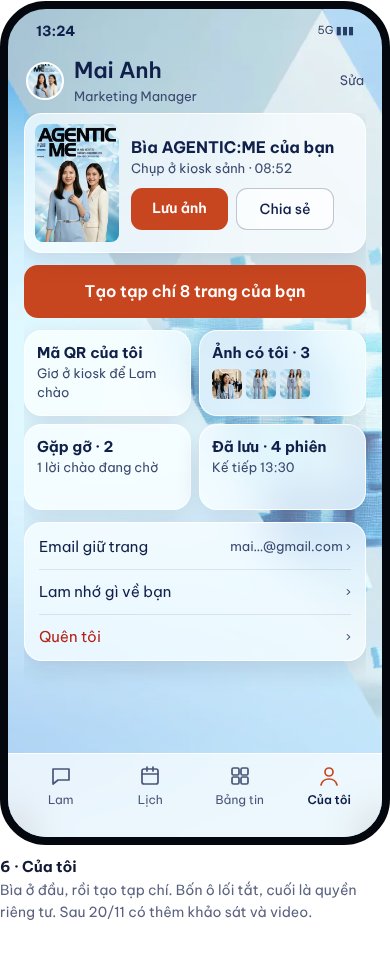 13:24
5G
Mai Anh
Marketing Manager
Sửa
AGENTIC
ME
Bìa AGENTIC:ME của bạn
Chụp ở kiosk sảnh · 08:52
Lưu ảnh
Chia sẻ
Tạo tạp chí 8 trang của bạn
Mã QR của tôi
Giơ ở kiosk để Lam
chào
Ảnh có tôi · 3
Gặp gỡ · 2
1 lời chào đang chờ
Đã lưu · 4 phiên
Kế tiếp 13:30
Email giữ trang
mai…@gmail.com ›
Lam nhớ gì về bạn ›
Quên tôi ›
Lam
Lịch
Bảng tin
Của tôi
6 · Của tôi
Bìa ở đầu, rồi tạo tạp chí. Bốn ô lối tắt, cuối là quyền
riêng tư. Sau 20/11 có thêm khảo sát và video.